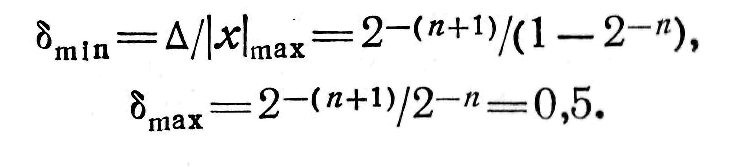 δ_min = Δ/|x|_max = 2^{−(n+1)}/(1 − 2^{−n}),
δ_max = 2^{−(n+1)}/2^{−n} = 0,5.